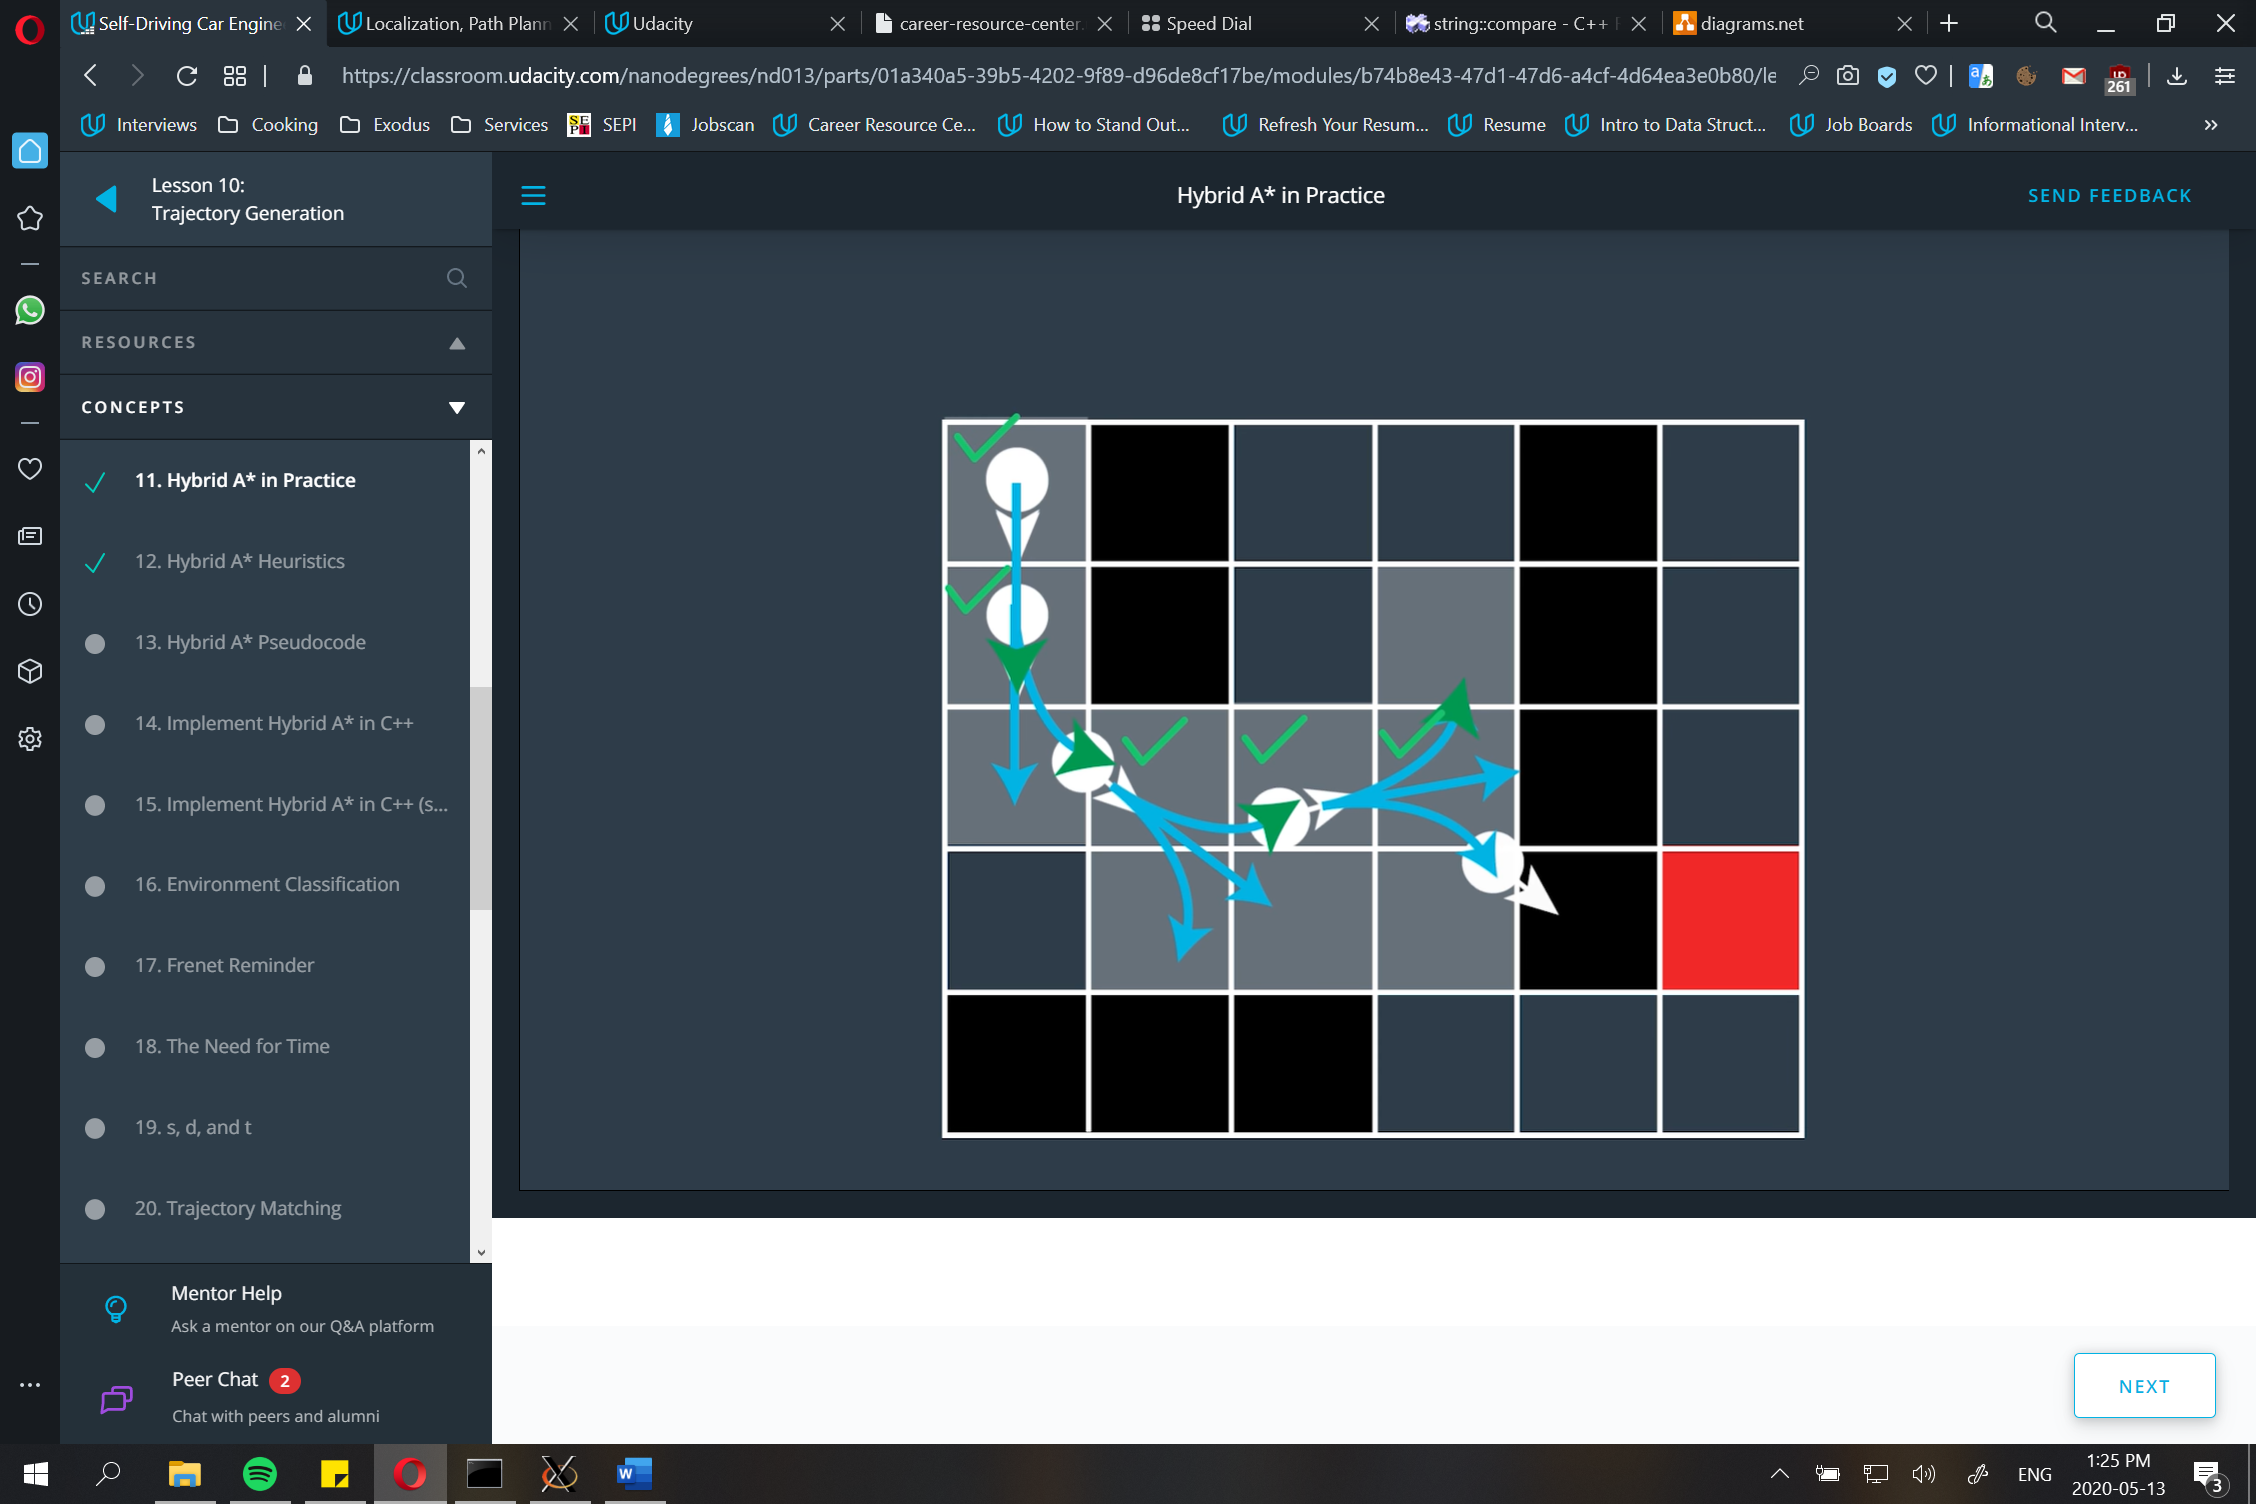 Self-Driving Car Engine
Localization, Path Plann
Udacity
career-resource-center.
Speed Dial
string::compare - C++
diagrams.net
https://classroom.udacity.com/nanodegrees/nd013/parts/01a340a5-39b5-4202-9f89-d96de8cf17be/modules/b74b8e43-47d1-47d6-a4cf-4d64ea3e0b80/le
261
Interviews
Cooking
Exodus
Services
SEPI
Jobscan
Career Resource Ce...
How to Stand Out...
Refresh Your Resum...
Resume
Intro to Data Struct...
Job Boards
Informational Interv...
Lesson 10:
Trajectory Generation
Hybrid A* in Practice
SEND FEEDBACK
SEARCH
RESOURCES
CONCEPTS
11. Hybrid A* in Practice
12. Hybrid A* Heuristics
13. Hybrid A* Pseudocode
14. Implement Hybrid A* in C++
15. Implement Hybrid A* in C++ (s...
16. Environment Classification
17. Frenet Reminder
18. The Need for Time
19. s, d, and t
20. Trajectory Matching
Mentor Help
Ask a mentor on our Q&A platform
Peer Chat 2
Chat with peers and alumni
NEXT
ENG
1:25 PM
2020-05-13
3